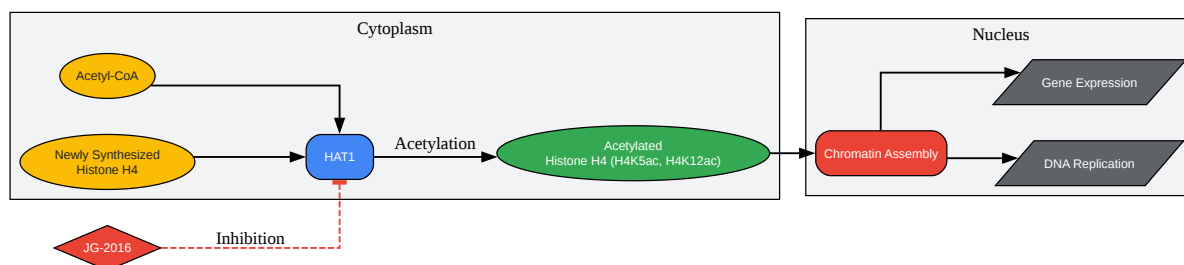 Cytoplasm
Nucleus
Acetyl-CoA
Gene Expression
Newly Synthesized
Histone H4
HAT1
Acetylation
Acetylated
Histone H4 (H4K5ac, H4K12ac)
Chromatin Assembly
DNA Replication
JG-2016
Inhibition